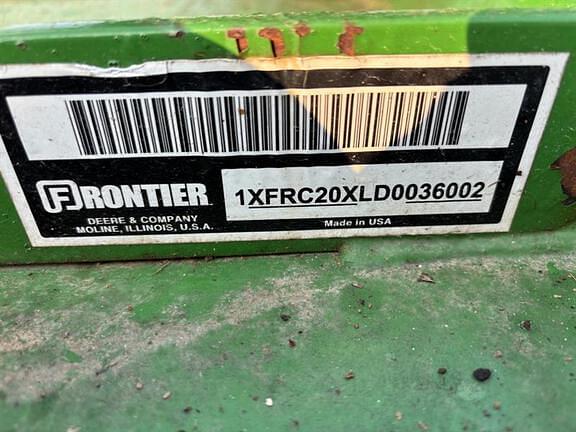 FRONTIER
DEERE & COMPANY
MOLINE, ILLINOIS, U.S.A.
1XFRC20XLD0036002
Made in USA